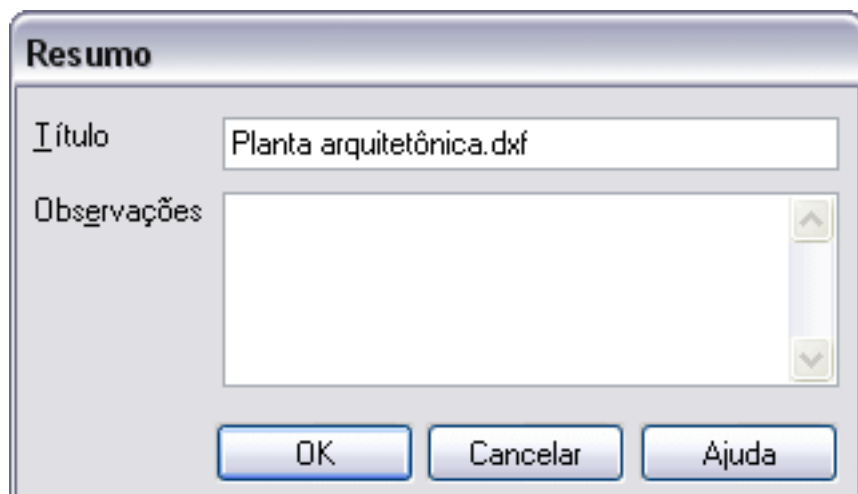 Resumo
Título
Planta arquitetônica.dxf
Observações
OK
Cancelar
Ajuda